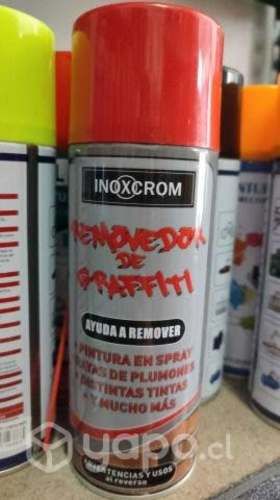 INOXCROM
REMOVEDOR
DE
GRAFFITI
AYUDA A REMOVER
PINTURA EN SPRAY
RAYAS DE PLUMONES
Y DISTINTAS TINTAS
Y MUCHO MÁS
ADVERTENCIAS Y USOS
al reverso
yapo.cl